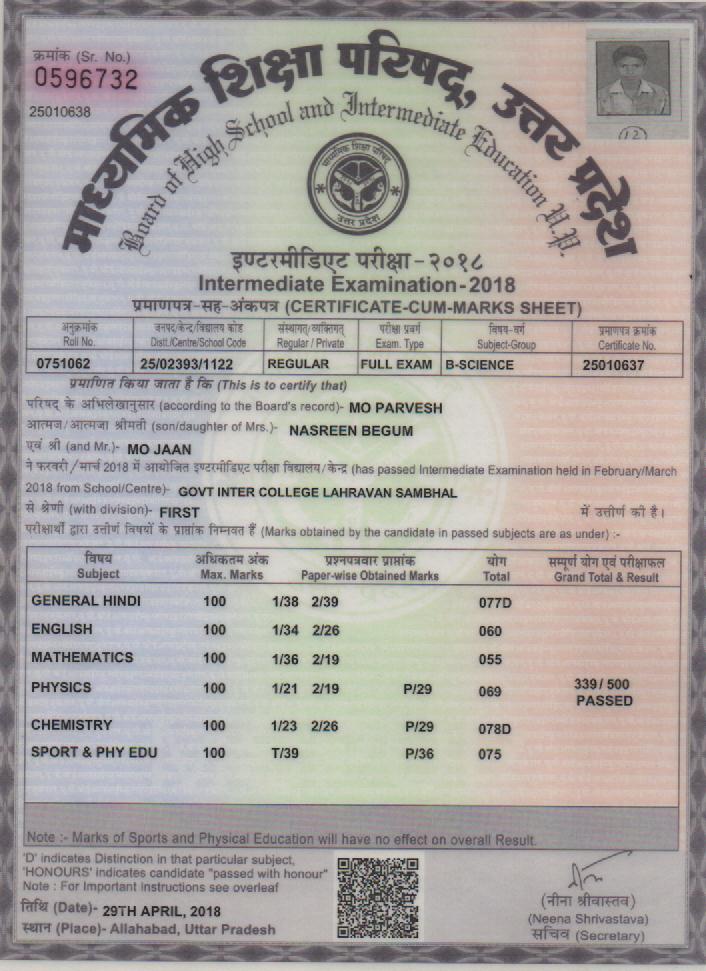 क्रमांक (Sr. No.)
0596732
25010638
माध्यमिक शिक्षा परिषद्, उत्तर प्रदेश
Board of High School and Intermediate Education U.P.
माध्यमिक शिक्षा परिषद्
उत्तर प्रदेश
(12)
इण्टरमीडिएट परीक्षा-२०१८
Intermediate Examination-2018
प्रमाणपत्र-सह-अंकपत्र (CERTIFICATE-CUM-MARKS SHEET)
अनुक्रमांक जनपद/केन्द्र/विद्यालय कोड संस्थागत/व्यक्तिगत परीक्षा प्रवर्ग विषय-वर्ग प्रमाणपत्र क्रमांक
Roll No. Distt./Centre/School Code Regular / Private Exam. Type Subject-Group Certificate No.
0751062 25/02393/1122 REGULAR FULL EXAM B-SCIENCE 25010637
प्रमाणित किया जाता है कि (This is to certify that)
परिषद् के अभिलेखानुसार (according to the Board's record)- MO PARVESH
आत्मज/आत्मजा श्रीमती (son/daughter of Mrs.)- NASREEN BEGUM
एवं श्री (and Mr.)- MO JAAN
ने फरवरी/मार्च 2018 में आयोजित इण्टरमीडिएट परीक्षा विद्यालय/केन्द्र (has passed Intermediate Examination held in February/March
2018 from School/Centre)- GOVT INTER COLLEGE LAHRAVAN SAMBHAL
से श्रेणी (with division)- FIRST में उत्तीर्ण की है।
परीक्षार्थी द्वारा उत्तीर्ण विषयों के प्राप्तांक निम्नवत हैं (Marks obtained by the candidate in passed subjects are as under) :-
विषय अधिकतम अंक प्रश्नपत्रवार प्राप्तांक योग सम्पूर्ण योग एवं परीक्षाफल
Subject Max. Marks Paper-wise Obtained Marks Total Grand Total & Result
GENERAL HINDI 100 1/38 2/39 077D
ENGLISH 100 1/34 2/26 060
MATHEMATICS 100 1/36 2/19 055
PHYSICS 100 1/21 2/19 P/29 069 339/500
PASSED
CHEMISTRY 100 1/23 2/26 P/29 078D
SPORT & PHY EDU 100 T/39 P/36 075
Note :- Marks of Sports and Physical Education will have no effect on overall Result.
'D' indicates Distinction in that particular subject,
'HONOURS' indicates candidate "passed with honour"
Note : For Important Instructions see overleaf
तिथि (Date)- 29TH APRIL, 2018
स्थान (Place)- Allahabad, Uttar Pradesh
(नीना श्रीवास्तव)
(Neena Shrivastava)
सचिव (Secretary)